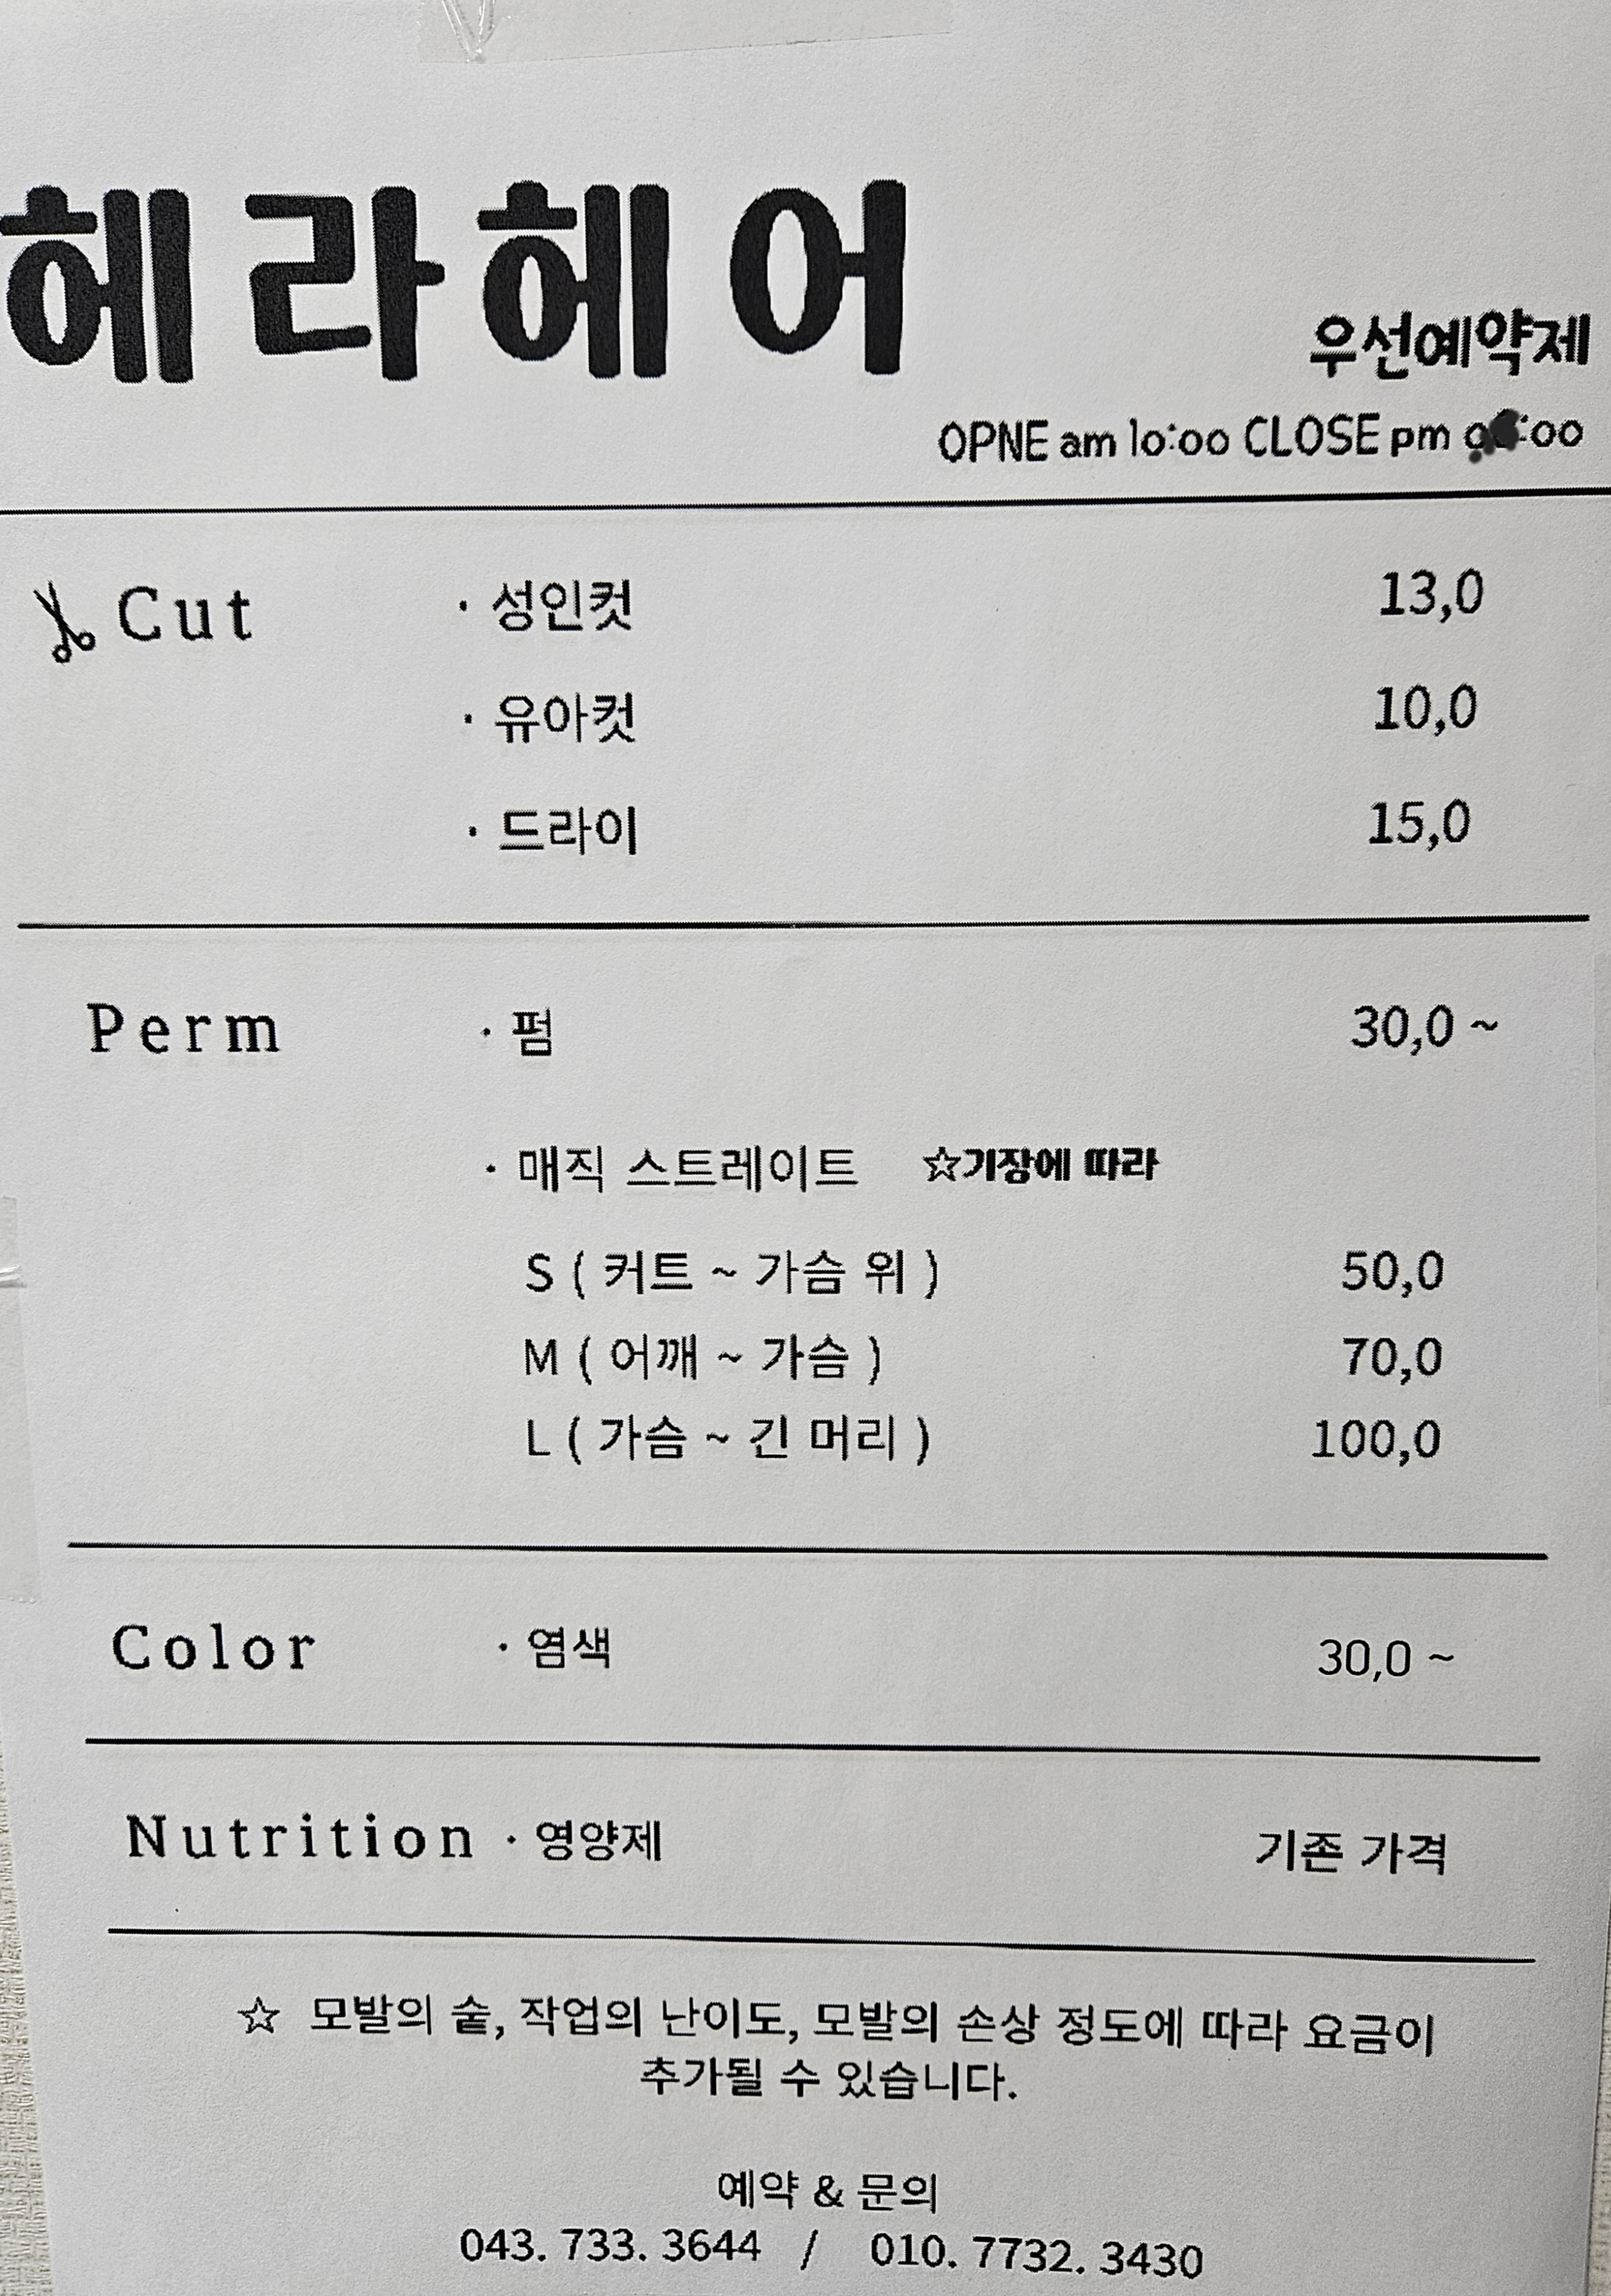 헤라헤어
우선예약제
OPNE am 10:00 CLOSE pm
Cut · 성인컷 13,0
· 유아컷 10,0
· 드라이 15,0
Perm · 펌 30,0 ~
· 매직 스트레이트 ☆기장에 따라
S ( 커트 ~ 가슴 위 ) 50,0
M ( 어깨 ~ 가슴 ) 70,0
L ( 가슴 ~ 긴 머리 ) 100,0
Color · 염색 30,0 ~
Nutrition · 영양제 기존 가격
☆ 모발의 숱, 작업의 난이도, 모발의 손상 정도에 따라 요금이
추가될 수 있습니다.
예약 & 문의
043. 733. 3644 / 010. 7732. 3430